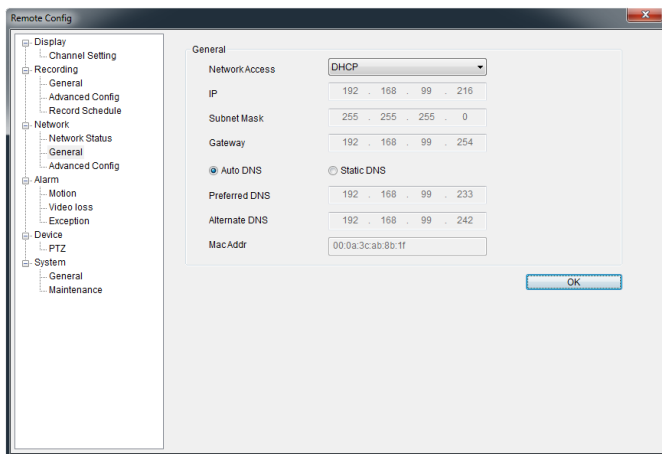 Remote Config
Display
Channel Setting
Recording
General
Advanced Config
Record Schedule
Network
Network Status
General
Advanced Config
Alarm
Motion
Video loss
Exception
Device
PTZ
System
General
Maintenance
General
Network Access DHCP
IP 192 . 168 . 99 . 216
Subnet Mask 255 . 255 . 255 . 0
Gateway 192 . 168 . 99 . 254
Auto DNS Static DNS
Preferred DNS 192 . 168 . 99 . 233
Alternate DNS 192 . 168 . 99 . 242
Mac Addr 00:0a:3c:ab:8b:1f
OK